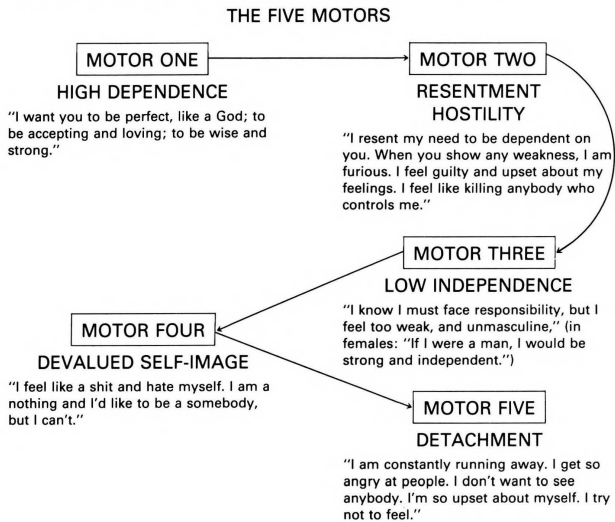 THE FIVE MOTORS
MOTOR ONE
HIGH DEPENDENCE
"I want you to be perfect, like a God; to
be accepting and loving; to be wise and
strong."
MOTOR TWO
RESENTMENT
HOSTILITY
"I resent my need to be dependent on
you. When you show any weakness, I am
furious. I feel guilty and upset about my
feelings. I feel like killing anybody who
controls me."
MOTOR THREE
LOW INDEPENDENCE
"I know I must face responsibility, but I
feel too weak, and unmasculine," (in
females: "If I were a man, I would be
strong and independent.")
MOTOR FOUR
DEVALUED SELF-IMAGE
"I feel like a shit and hate myself. I am a
nothing and I'd like to be a somebody,
but I can't."
MOTOR FIVE
DETACHMENT
"I am constantly running away. I get so
angry at people. I don't want to see
anybody. I'm so upset about myself. I try
not to feel."